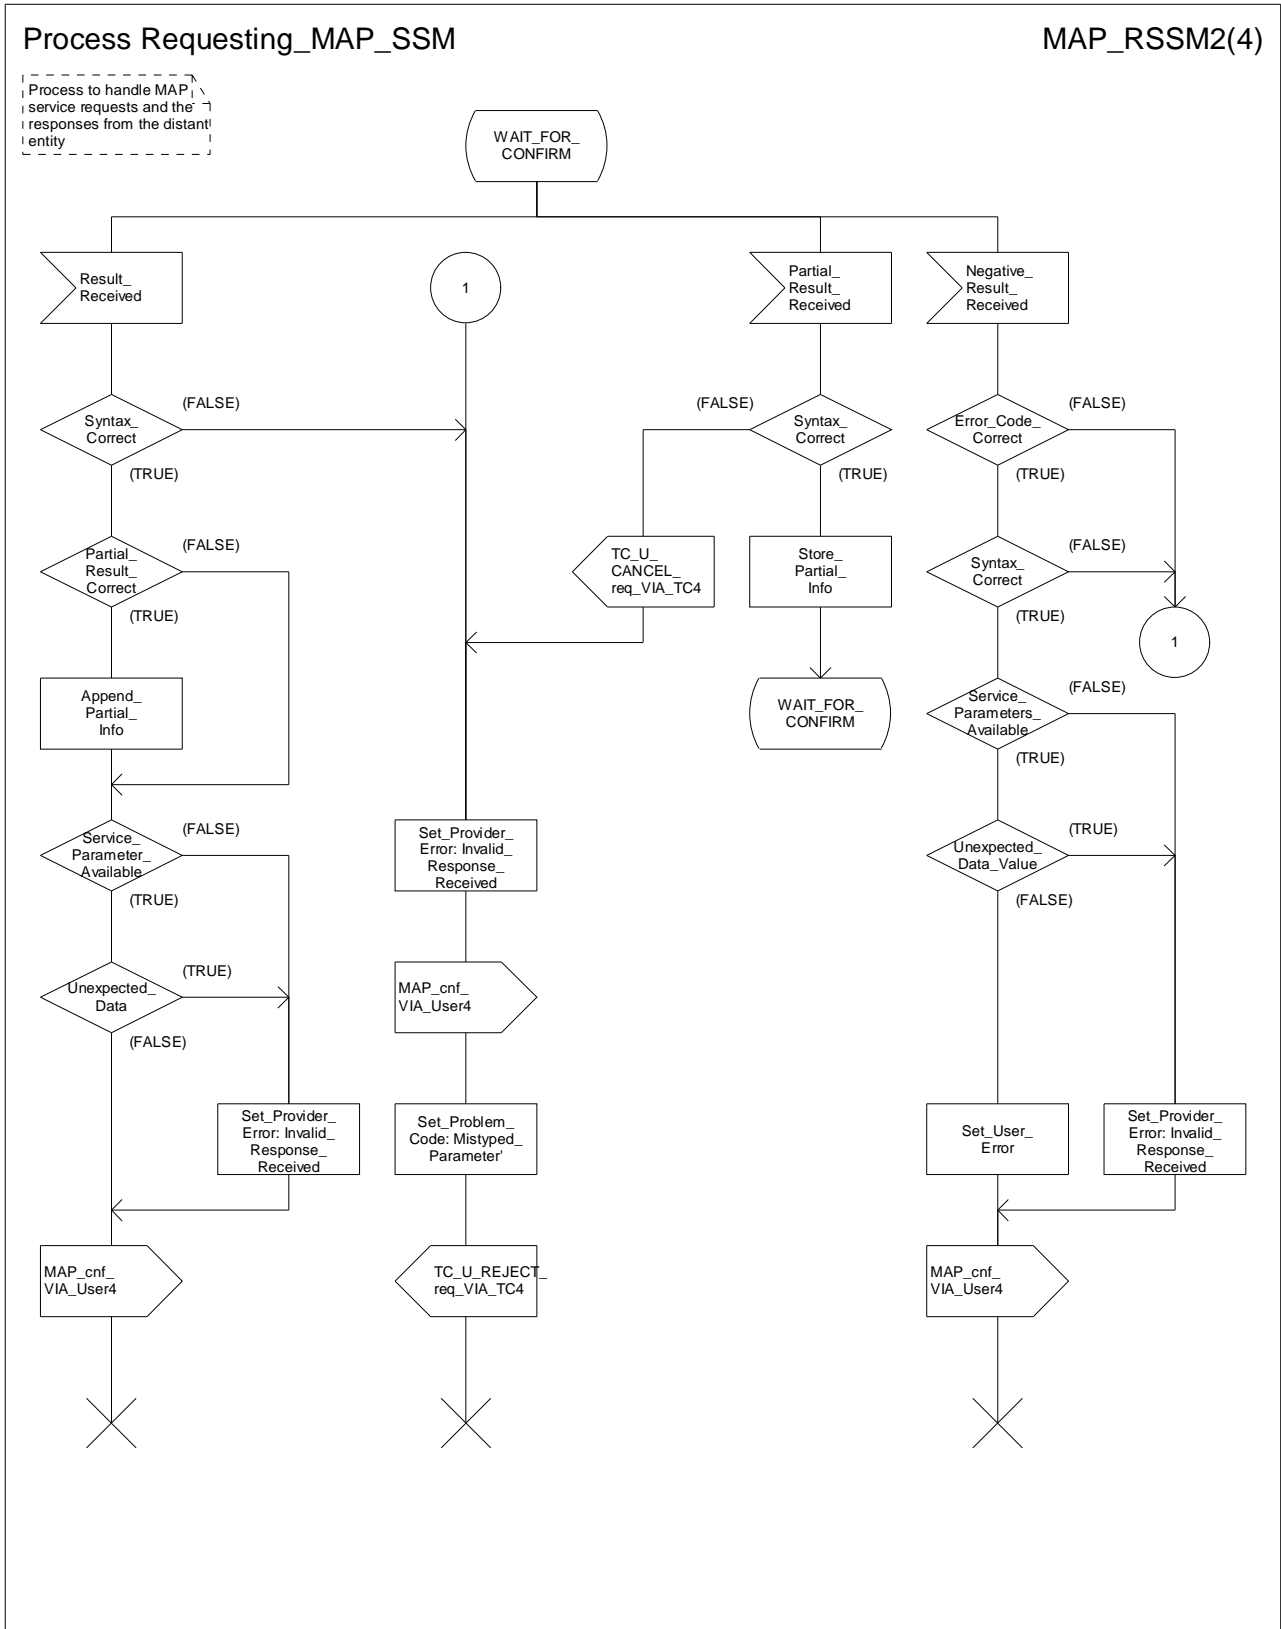 Process Requesting_MAP_SSM
MAP_RSSM2(4)
Process to handle MAP
service requests and the
responses from the distant
entity
WAIT_FOR_
CONFIRM
Result_
Received
1
Partial_
Result_
Received
Negative_
Result_
Received
Syntax_
Correct
(FALSE)
(TRUE)
(FALSE)
Syntax_
Correct
(TRUE)
Error_Code_
Correct
(FALSE)
(TRUE)
Partial_
Result_
Correct
(FALSE)
(TRUE)
TC_U_
CANCEL_
req_VIA_TC4
Store_
Partial_
Info
Syntax_
Correct
(FALSE)
(TRUE)
1
Append_
Partial_
Info
WAIT_FOR_
CONFIRM
Service_
Parameters_
Available
(FALSE)
(TRUE)
Service_
Parameter_
Available
(FALSE)
(TRUE)
Set_Provider_
Error: Invalid_
Response_
Received
Unexpected_
Data_Value
(TRUE)
(FALSE)
Unexpected_
Data
(TRUE)
(FALSE)
MAP_cnf_
VIA_User4
Set_Provider_
Error: Invalid_
Response_
Received
Set_Problem_
Code: Mistyped_
Parameter'
Set_User_
Error
Set_Provider_
Error: Invalid_
Response_
Received
MAP_cnf_
VIA_User4
TC_U_REJECT_
req_VIA_TC4
MAP_cnf_
VIA_User4